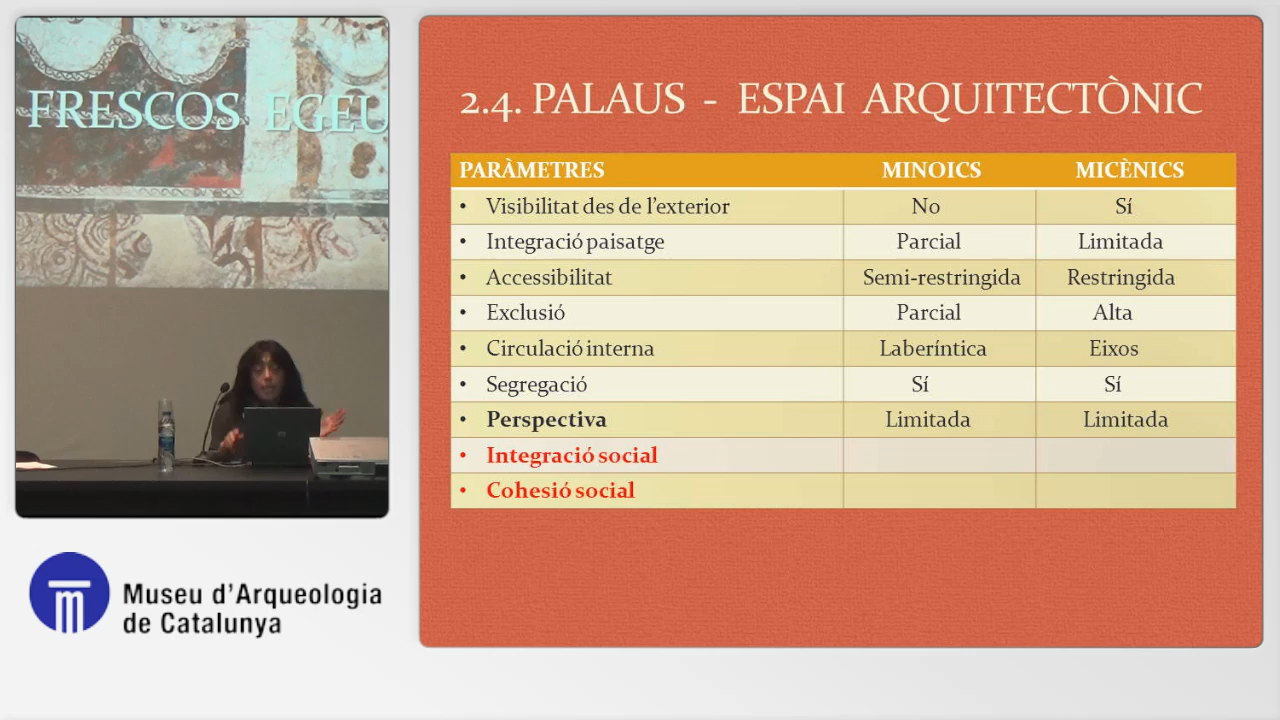 FRESCOS EGEU
2.4. PALAUS - ESPAI ARQUITECTÒNIC
PARÀMETRES MINOICS MICÈNICS
• Visibilitat des de l’exterior No Sí
• Integració paisatge Parcial Limitada
• Accessibilitat Semi-restringida Restringida
• Exclusió Parcial Alta
• Circulació interna Laberíntica Eixos
• Segregació Sí Sí
• Perspectiva Limitada Limitada
• Integració social
• Cohesió social
Museu d’Arqueologia
de Catalunya